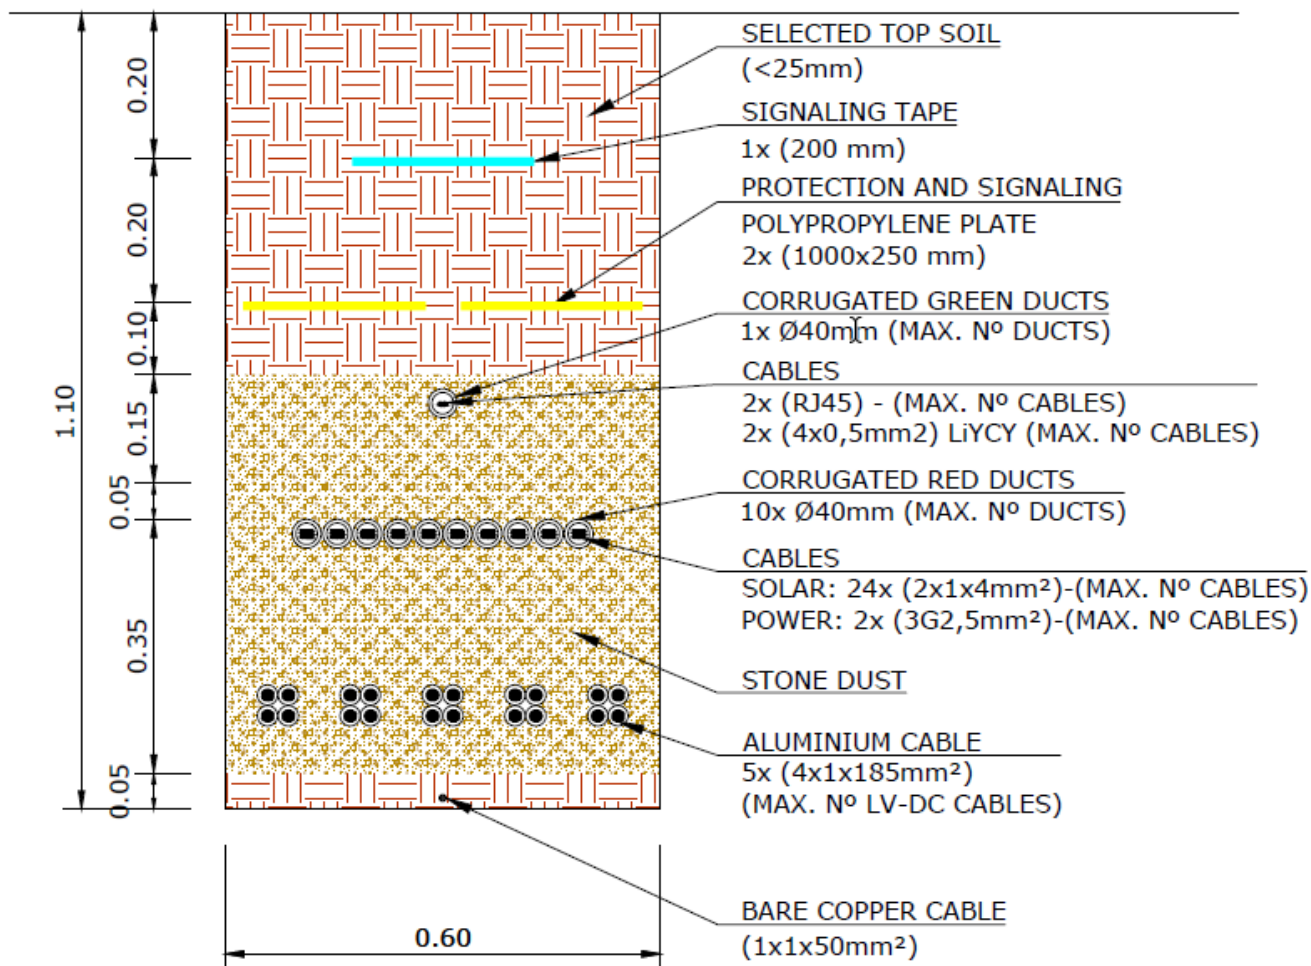 SELECTED TOP SOIL
(<25mm)
SIGNALING TAPE
1x (200 mm)
PROTECTION AND SIGNALING
POLYPROPYLENE PLATE
2x (1000x250 mm)
CORRUGATED GREEN DUCTS
1x Ø40mm (MAX. Nº DUCTS)
CABLES
2x (RJ45) - (MAX. Nº CABLES)
2x (4x0,5mm2) LiYCY (MAX. Nº CABLES)
CORRUGATED RED DUCTS
10x Ø40mm (MAX. Nº DUCTS)
CABLES
SOLAR: 24x (2x1x4mm²)-(MAX. Nº CABLES)
POWER: 2x (3G2,5mm²)-(MAX. Nº CABLES)
STONE DUST
ALUMINIUM CABLE
5x (4x1x185mm²)
(MAX. Nº LV-DC CABLES)
BARE COPPER CABLE
(1x1x50mm²)
1.10
0.20
0.20
0.10
0.15
0.05
0.35
0.05
0.60